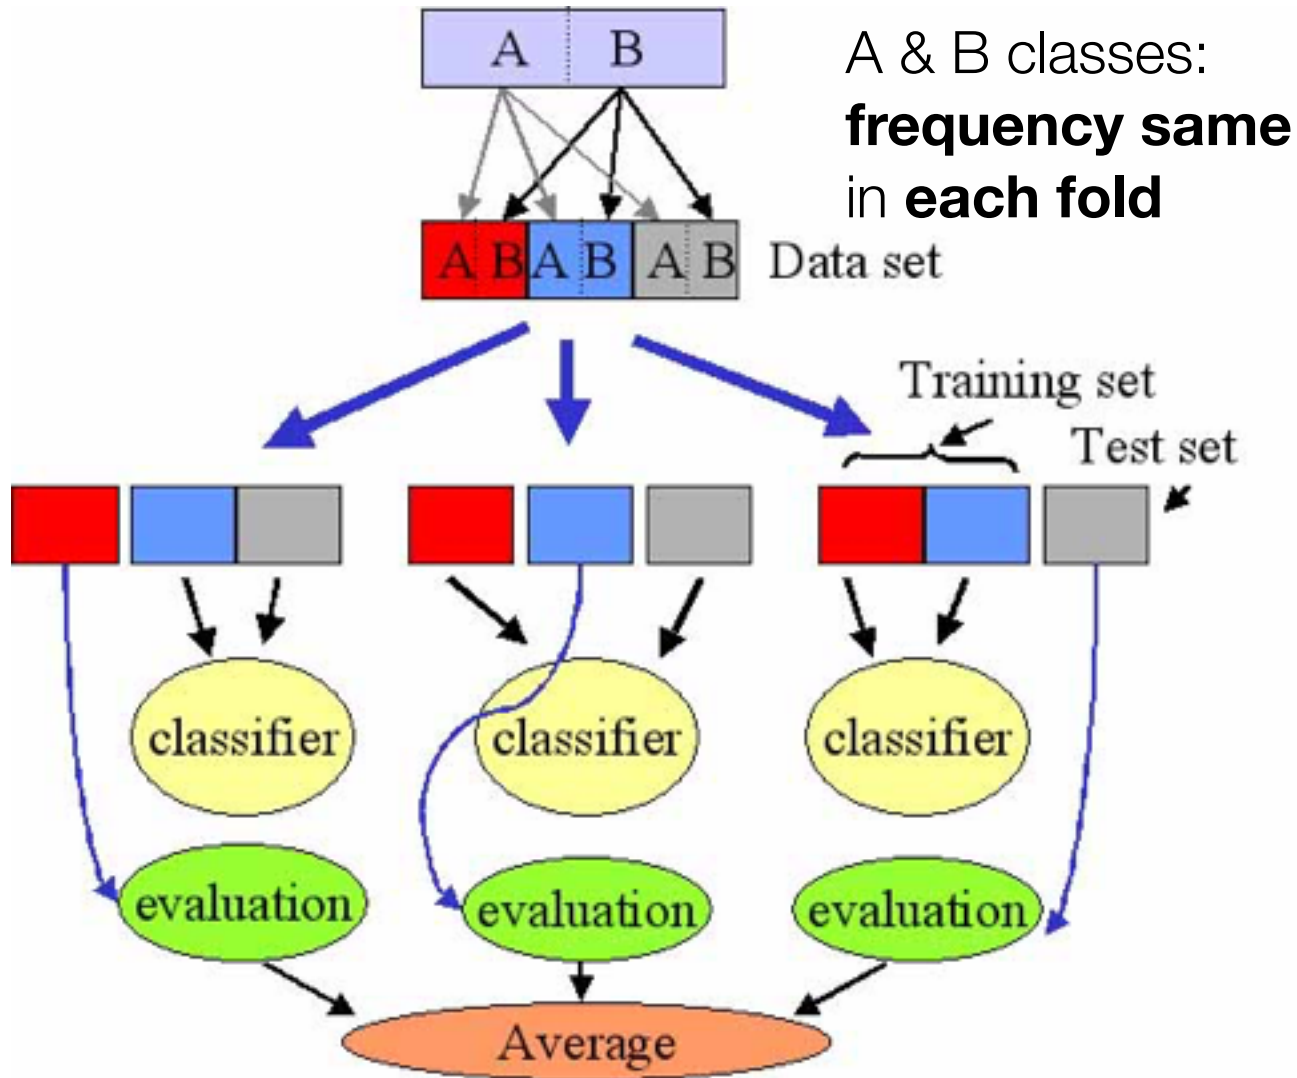 A B
A & B classes:
frequency same
in each fold
A B A B A B
Data set
Training set
Test set
classifier classifier classifier
evaluation evaluation evaluation
Average